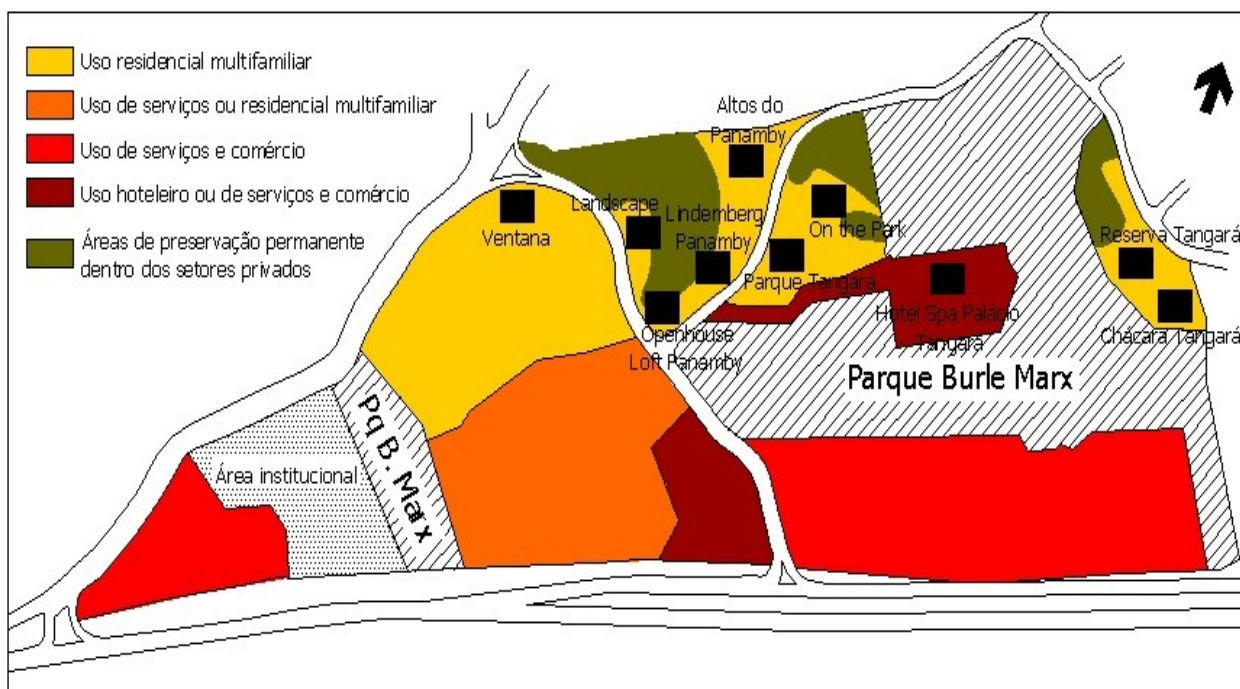 Uso residencial multifamiliar
Uso de serviços ou residencial multifamiliar
Uso de serviços e comércio
Uso hoteleiro ou de serviços e comércio
Áreas de preservação permanente
dentro dos setores privados
Altos do
Panamby
Landscape
Ventana
Lindemberg
Panamby
On the Park
Parque Tangara
Reserva Tangará
Openhouse
Loft Panamby
Hotel Spa Palácio
Tangara
Chácara Tangará
Parque Burle Marx
Pq B. Marx
Área institucional